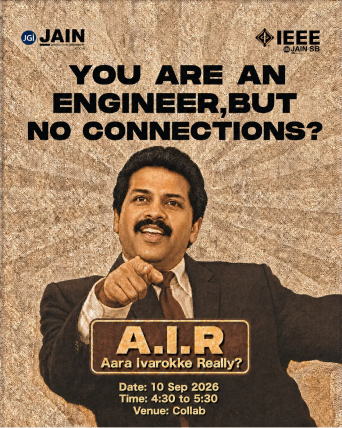 JGI JAIN
IEEE
@JAIN SB
YOU ARE AN
ENGINEER,BUT
NO CONNECTIONS?
A.I.R
Aara Ivarokke Really?
Date: 10 Sep 2026
Time: 4:30 to 5:30
Venue: Collab